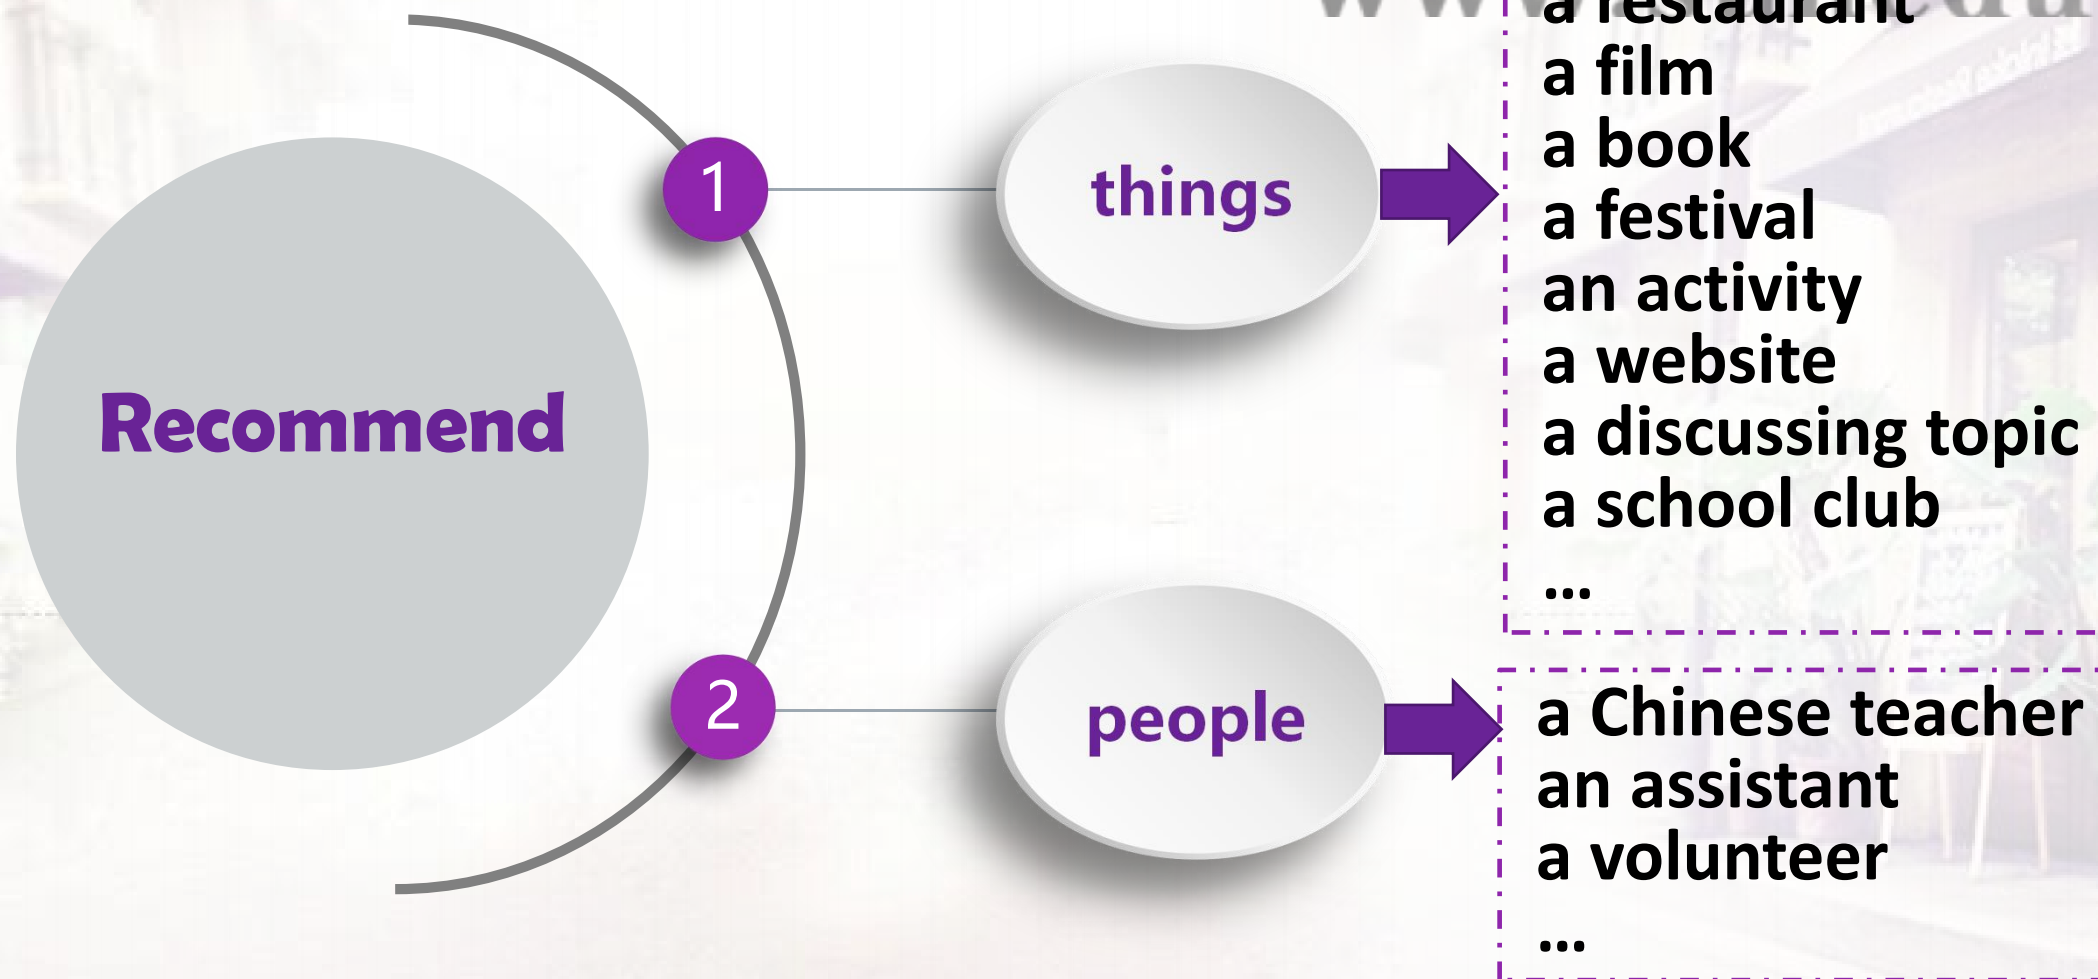 Recommend
1
things
a restaurant
a film
a book
a festival
an activity
a website
a discussing topic
a school club
...
2
people
a Chinese teacher
an assistant
a volunteer
...